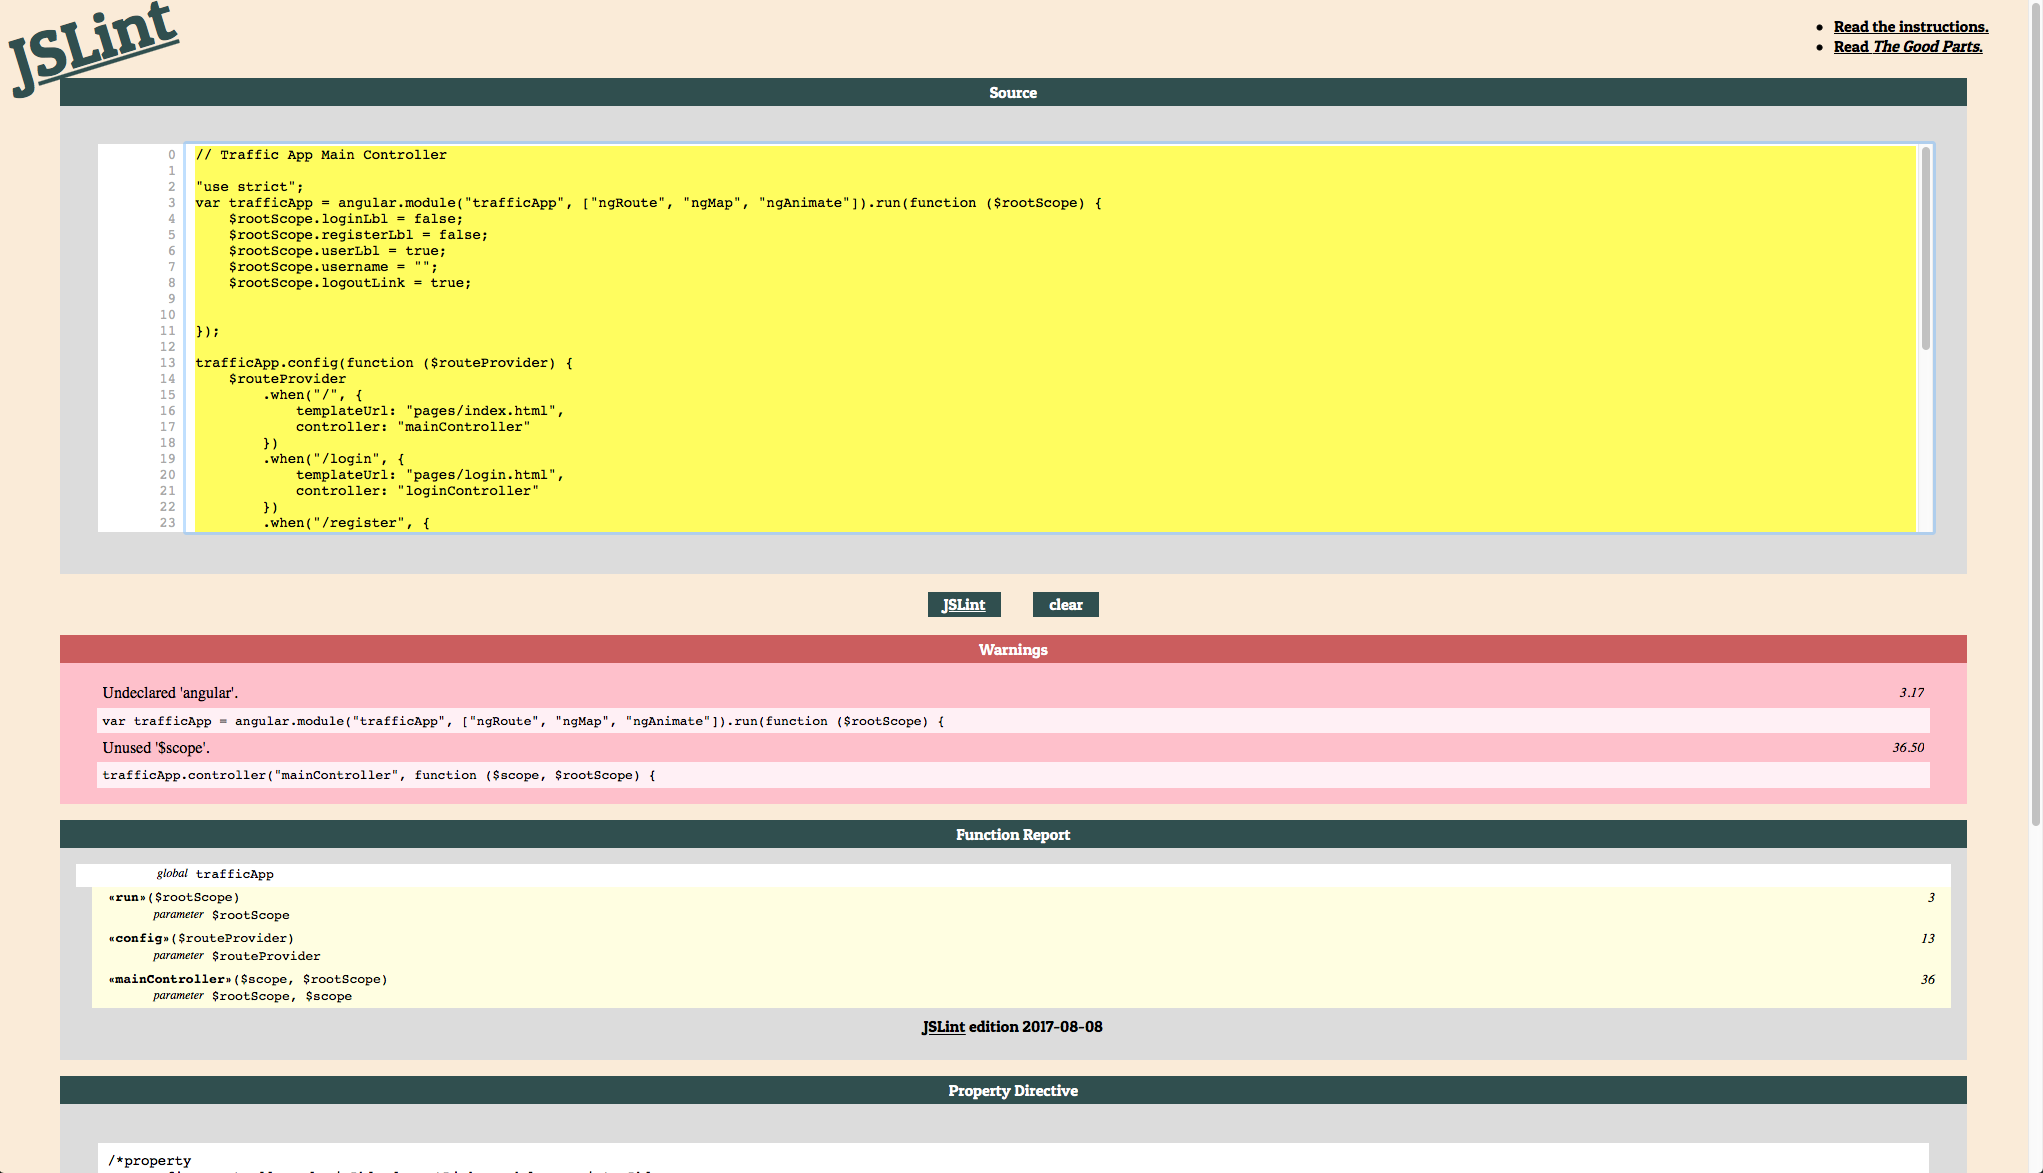 JSLint
Read the instructions.
Read The Good Parts.
Source
0 // Traffic App Main Controller
1
2 "use strict";
3 var trafficApp = angular.module("trafficApp", ["ngRoute", "ngMap", "ngAnimate"]).run(function ($rootScope) {
4 $rootScope.loginLbl = false;
5 $rootScope.registerLbl = false;
6 $rootScope.userLbl = true;
7 $rootScope.username = "";
8 $rootScope.logoutLink = true;
9
10
11 });
12
13 trafficApp.config(function ($routeProvider) {
14 $routeProvider
15 .when("/", {
16 templateUrl: "pages/index.html",
17 controller: "mainController"
18 })
19 .when("/login", {
20 templateUrl: "pages/login.html",
21 controller: "loginController"
22 })
23 .when("/register", {
JSLint clear
Warnings
Undeclared 'angular'. 3.17
var trafficApp = angular.module("trafficApp", ["ngRoute", "ngMap", "ngAnimate"]).run(function ($rootScope) {
Unused '$scope'. 36.50
trafficApp.controller("mainController", function ($scope, $rootScope) {
Function Report
global trafficApp
«run»($rootScope) 3
parameter $rootScope
«config»($routeProvider) 13
parameter $routeProvider
«mainController»($scope, $rootScope) 36
parameter $rootScope, $scope
JSLint edition 2017-08-08
Property Directive
/*property